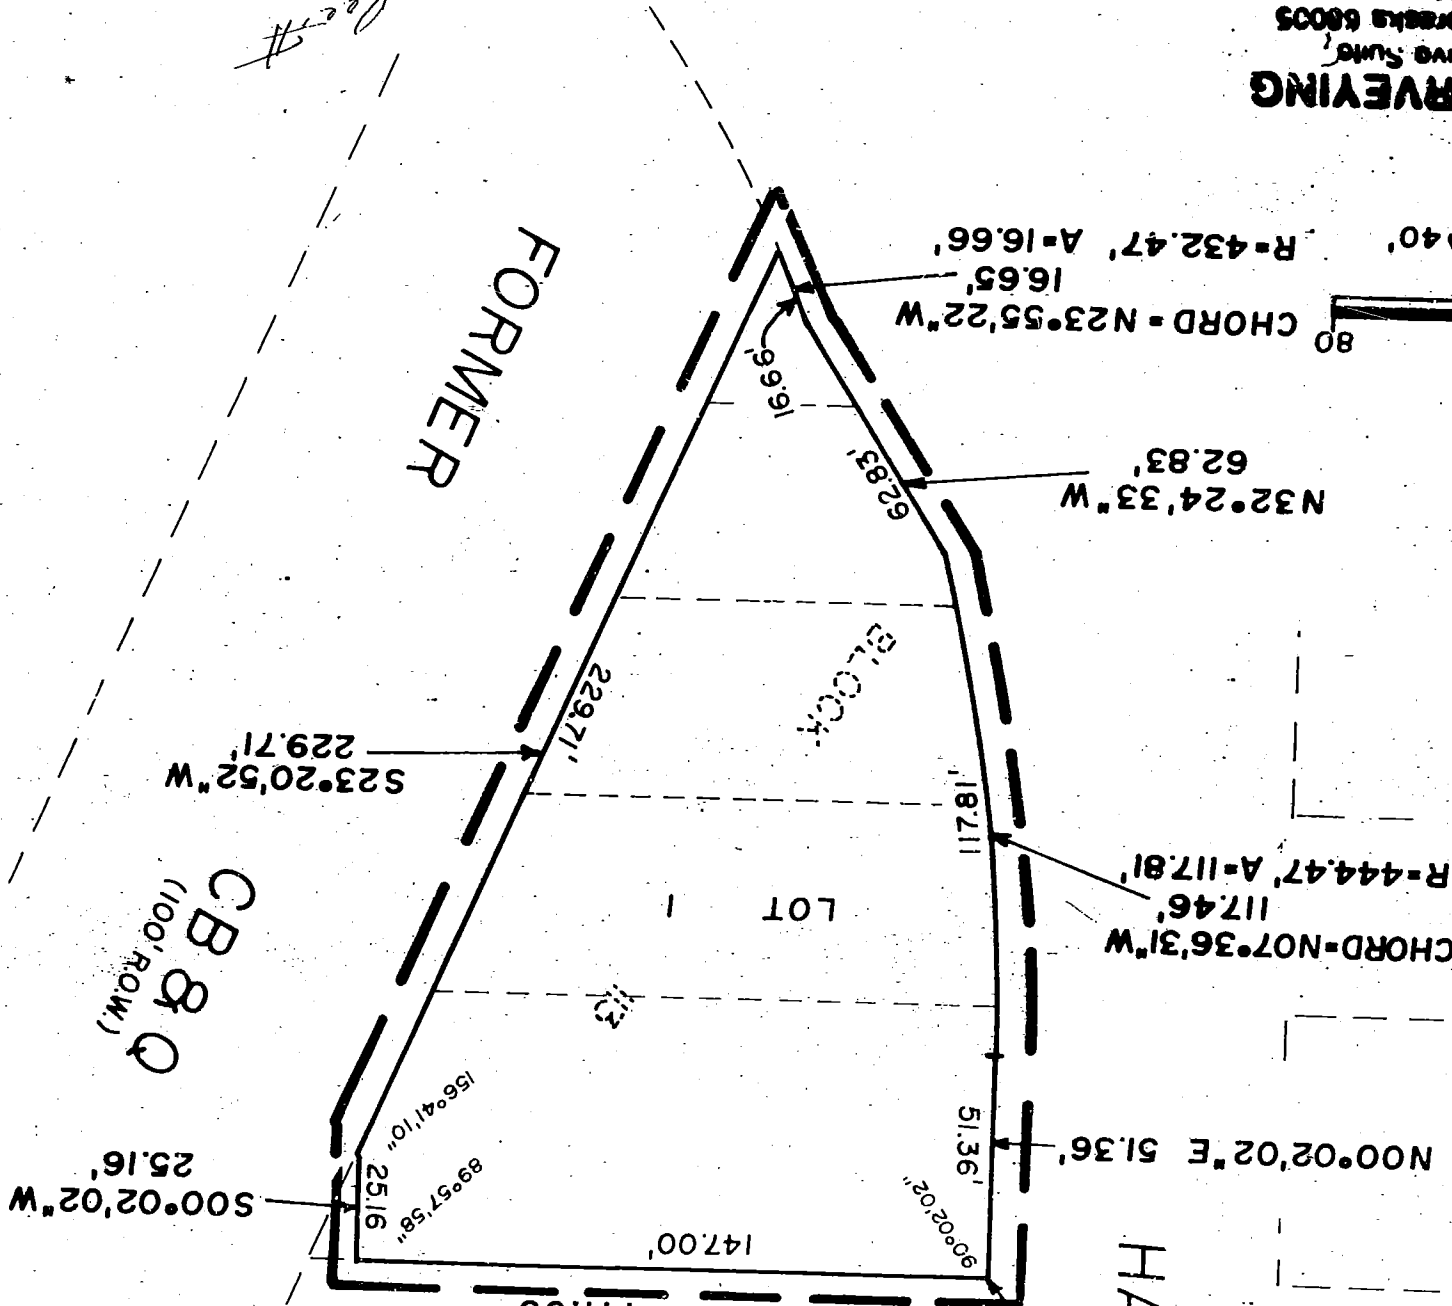 147.00'
90°02'02"
89°57'58"
25.16
S00°02'02"W
25.16'
N00°02'02"E 51.36'
51.36'
156°41'10"
113
CB & Q
(100' R.O.W.)
LOT 1
CHORD=N07°36'31"W
117.46'
R=444.47' A=117.81'
117.81'
S23°20'52"W
229.71'
229.71'
BLOCK
N32°24'33"W
62.83'
62.83'
FORMER
80
CHORD = N23°55'22"W
16.65'
R=432.47' A=16.66'
16.66'
40'
RVEYING
68005